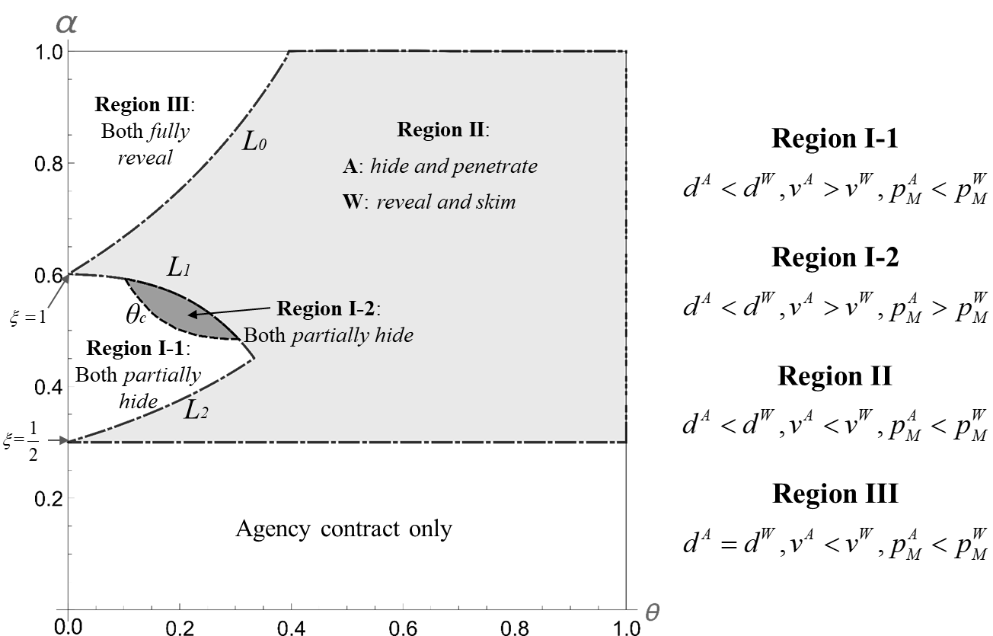 α
1.0
Region III:
Both fully
reveal
L0
Region II:
A: hide and penetrate
W: reveal and skim
0.8
0.6
L1
ξ=1
θc
Region I-2:
Both partially hide
Region I-1:
Both partially
hide
0.4
L2
ξ=1/2
0.2
Agency contract only
0.0
0.2
0.4
0.6
0.8
1.0
θ
Region I-1
d^A < d^W, v^A > v^W, p_M^A < p_M^W
Region I-2
d^A < d^W, v^A > v^W, p_M^A > p_M^W
Region II
d^A < d^W, v^A < v^W, p_M^A < p_M^W
Region III
d^A = d^W, v^A < v^W, p_M^A < p_M^W